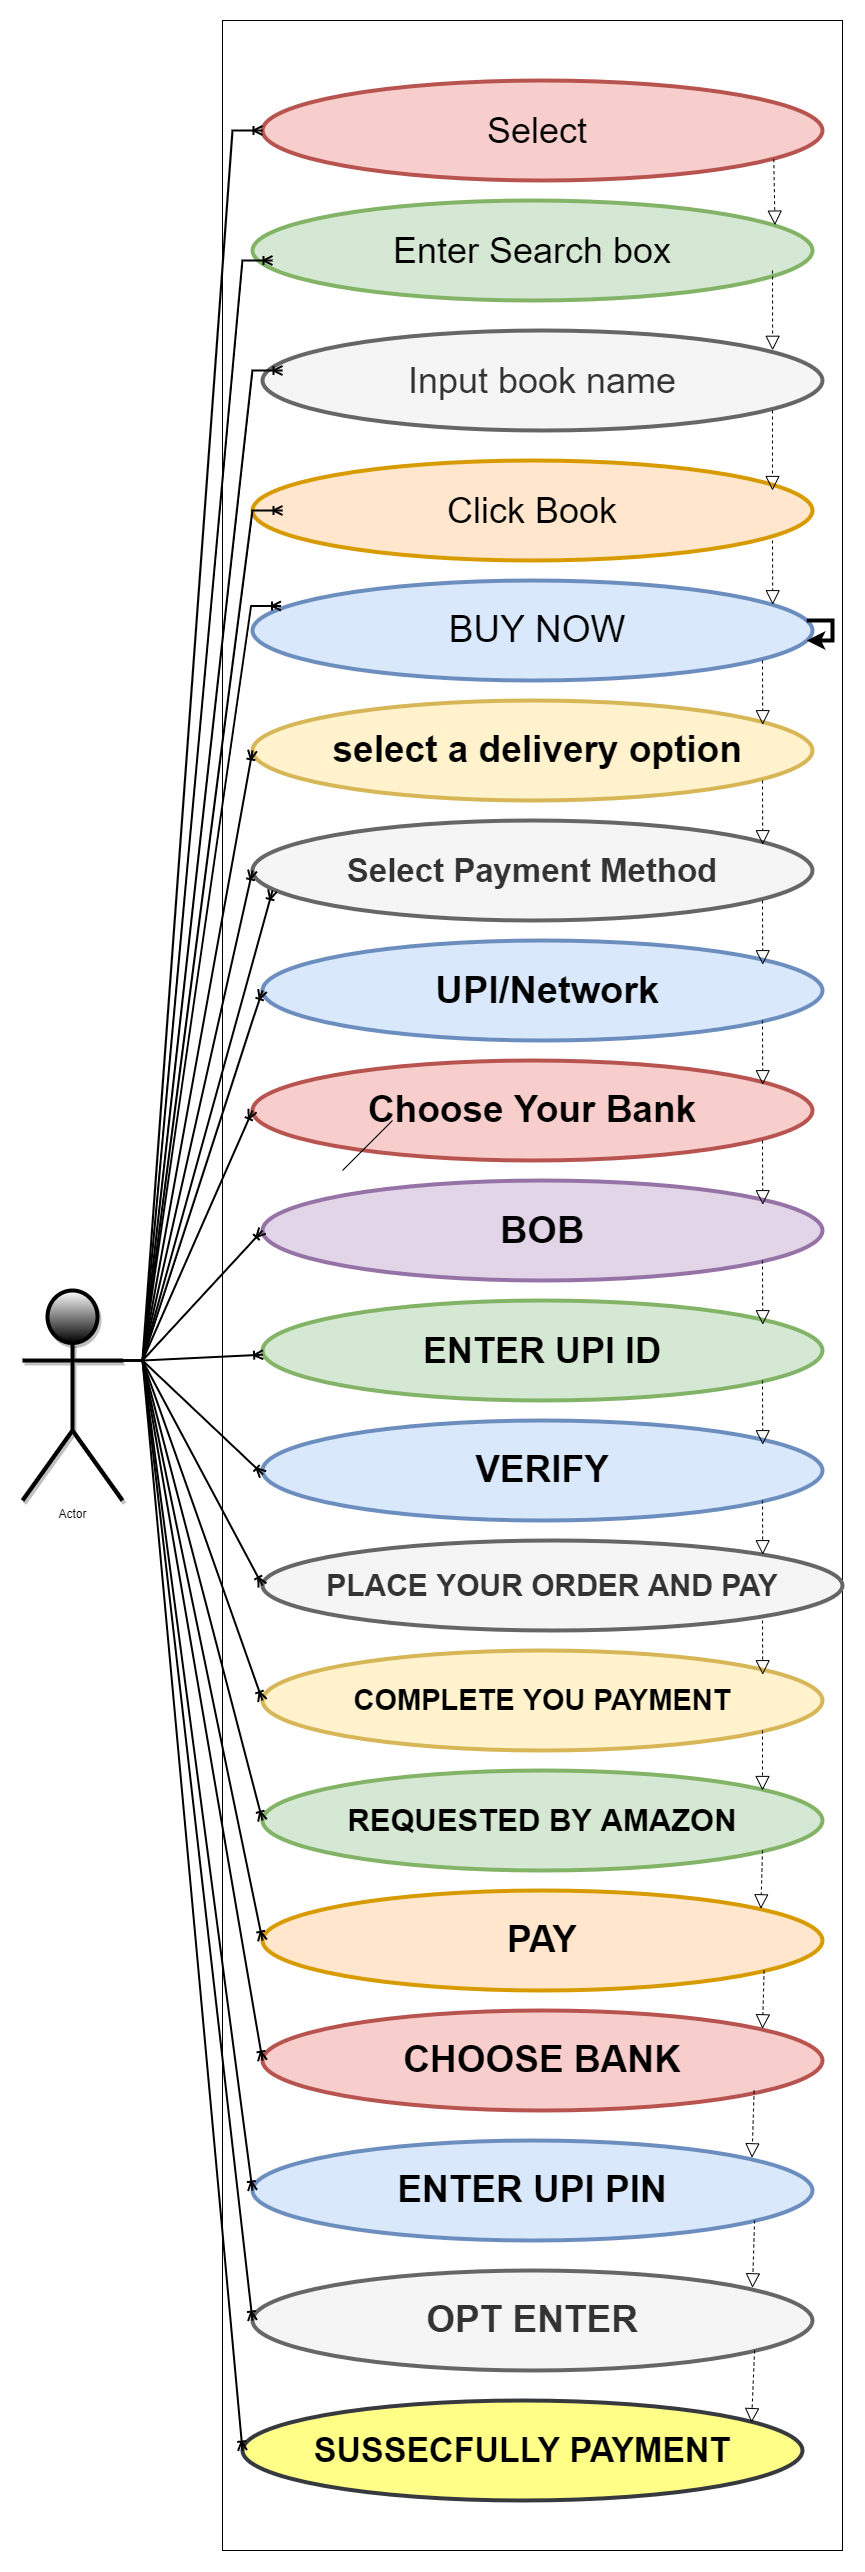 Select
Enter Search box
Input book name
Click Book
BUY NOW
select a delivery option
Select Payment Method
UPI/Network
Choose Your Bank
BOB
ENTER UPI ID
VERIFY
Actor
PLACE YOUR ORDER AND PAY
COMPLETE YOU PAYMENT
REQUESTED BY AMAZON
PAY
CHOOSE BANK
ENTER UPI PIN
OPT ENTER
SUSSECFULLY PAYMENT